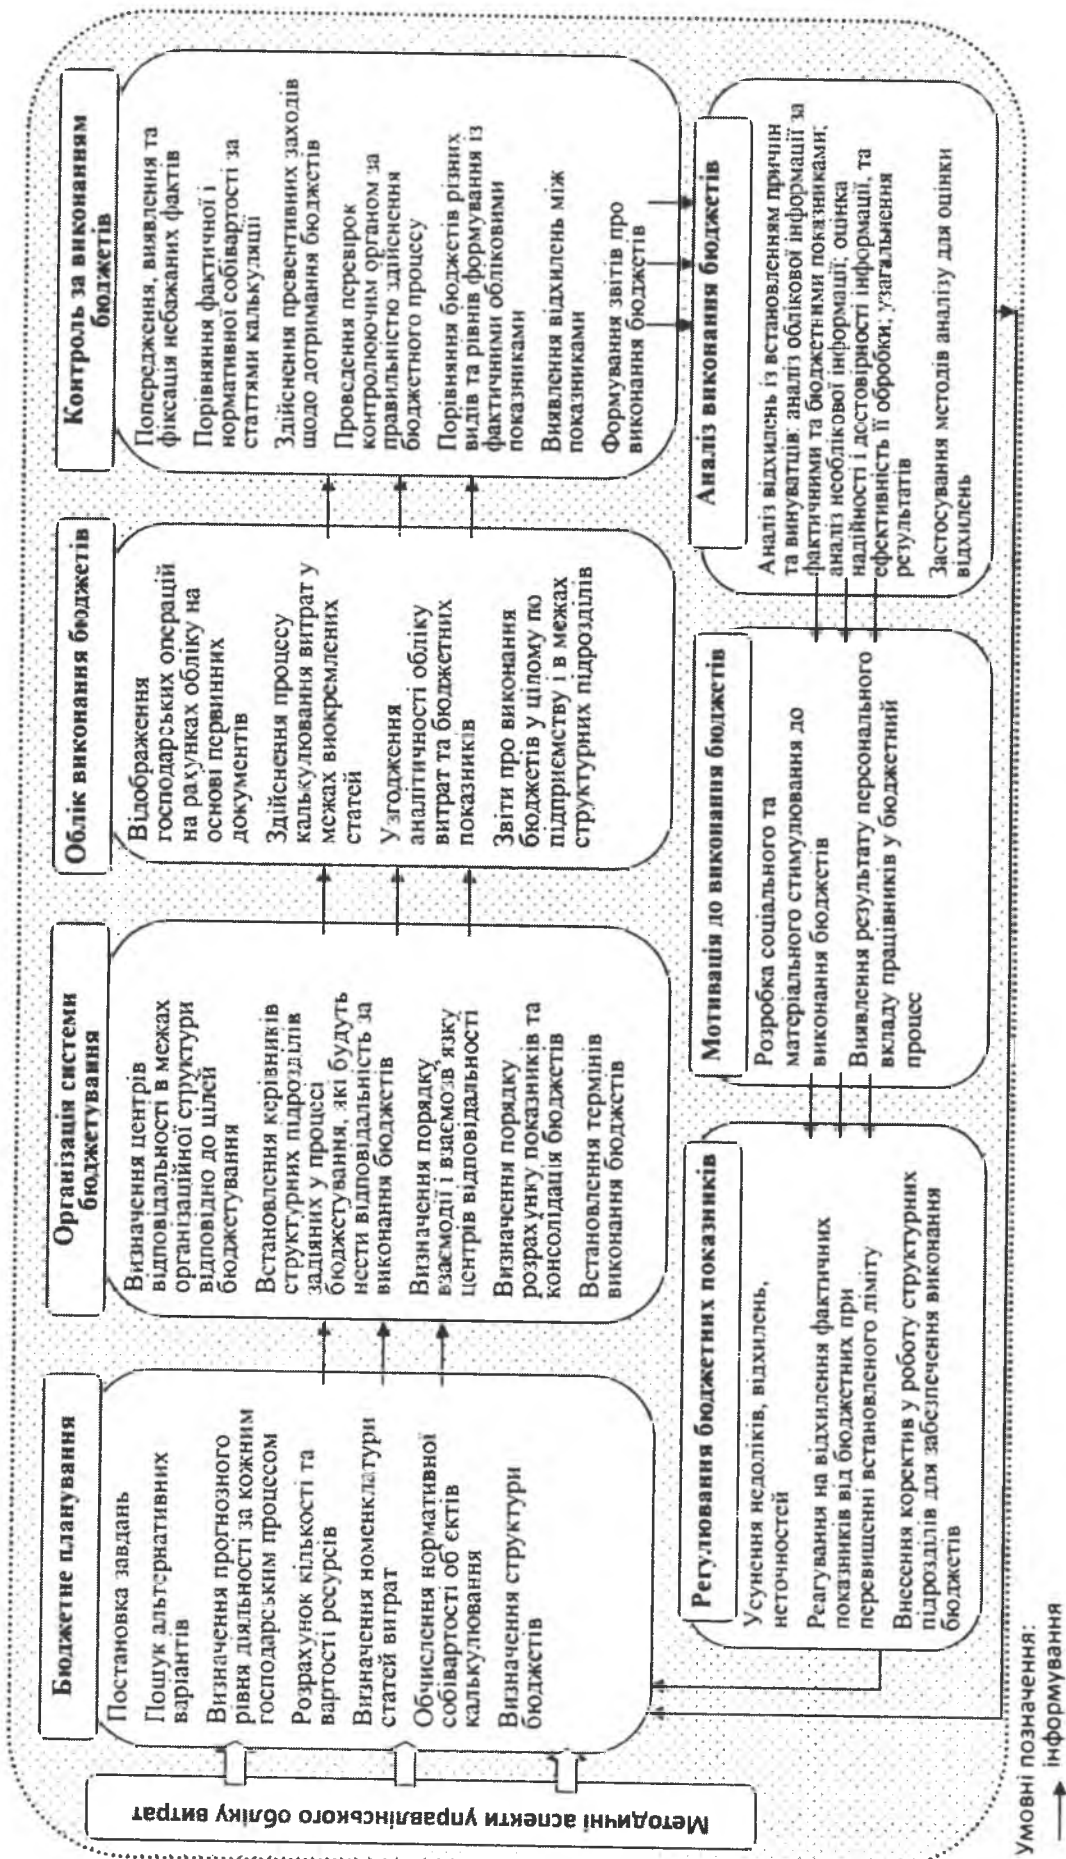 Методичні аспекти управлінського обліку витрат
Бюджетне планування
Постановка завдань
Пошук альтернативних
варіантів
Визначення прогнозного
рівня діяльності за кожним
господарським процесом
Розрахунок кількості та
вартості ресурсів
Визначення номенклатури
статей витрат
Обчислення нормативної
собівартості об'єктів
калькулювання
Визначення структури
бюджетів
Організація системи
бюджетування
Визначення центрів
відповідальності в межах
організаційної структури
відповідно до цілей
бюджетування
Встановлення керівників
структурних підрозділів
задіяних у процесі
бюджетування, які будуть
нести відповідальність за
виконання бюджетів
Визначення порядку
взаємодії і взаємозв'язку
центрів відповідальності
Визначення порядку
розрахунку показників та
консолідація бюджетів
Встановлення термінів
виконання бюджетів
Облік виконання бюджетів
Відображення
господарських операцій
на рахунках обліку на
основі первинних
документів
Здійснення процесу
калькулювання витрат у
межах виокремлених
статей
Узгодження
аналітичності обліку
витрат та бюджетних
показників
Звіти про виконання
бюджетів у цілому по
підприємству і в межах
структурних підрозділів
Контроль за виконанням
бюджетів
Попередження, виявлення та
фіксація небажаних фактів
Порівняння фактичної і
нормативної собівартості за
статтями калькуляції
Здійснення превентивних заходів
щодо дотримання бюджетів
Проведення перевірок
контролюючим органом за
правильністю здійснення
бюджетного процесу
Порівняння бюджетів різних
видів та рівнів формування із
фактичними обліковими
показниками
Виявлення відхилень між
показниками
Формування звітів про
виконання бюджетів
Регулювання бюджетних показників
Усунення недоліків, відхилень,
неточностей
Реагування на відхилення фактичних
показників від бюджетних при
перевищенні встановленого ліміту
Внесення коректив у роботу структурних
підрозділів для забезпечення виконання
бюджетів
Мотивація до виконання бюджетів
Розробка соціального та
матеріального стимулювання до
виконання бюджетів
Виявлення результату персонального
вкладу працівників у бюджетний
процес
Аналіз виконання бюджетів
Аналіз відхилень із встановленням причин
та винуватців: аналіз облікової інформації за
фактичними та бюджетними показниками;
аналіз необлікової інформації, оцінка
надійності і достовірності інформації, та
ефективність її обробки; узагальнення
результатів
Застосування методів аналізу для оцінки
відхилень
Умовні позначення:
інформування